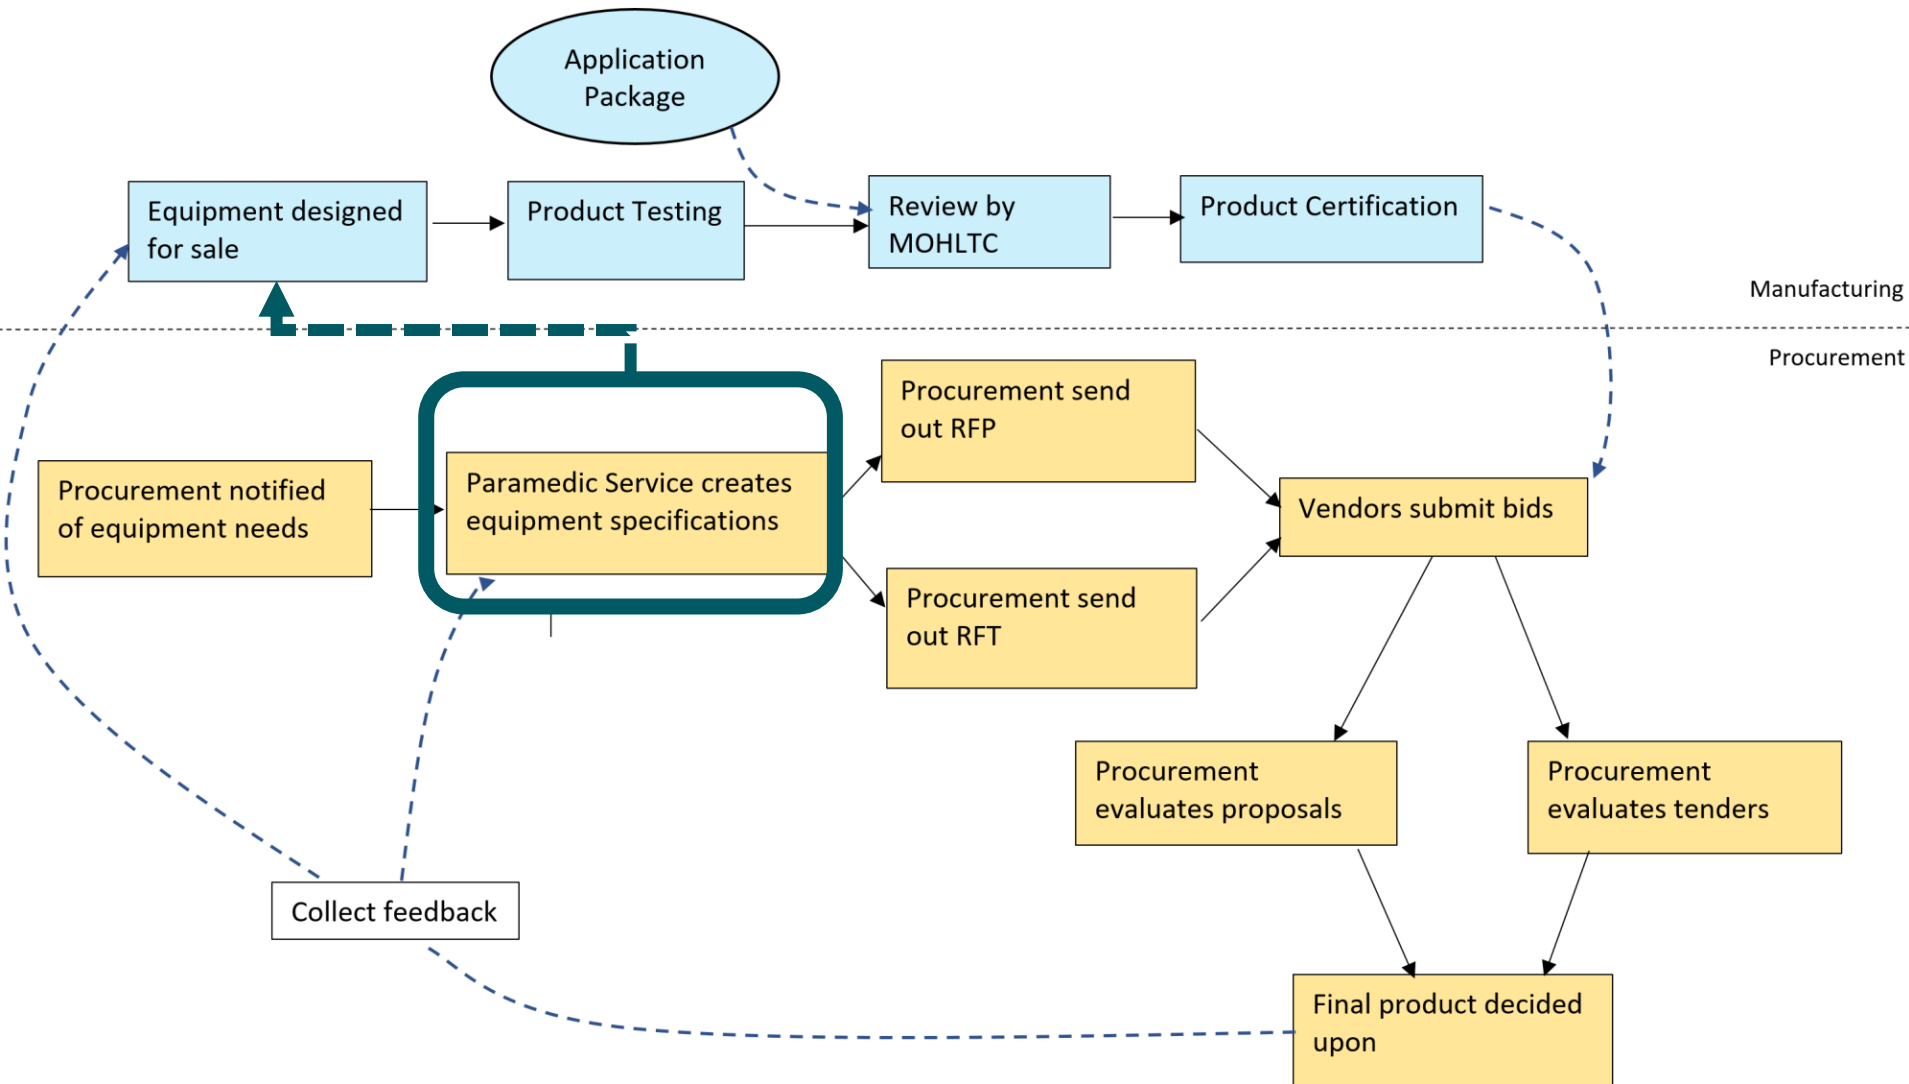 Application
Package
Equipment designed
for sale
Product Testing
Review by
MOHLTC
Product Certification
Manufacturing
Procurement
Procurement send
out RFP
Procurement notified
of equipment needs
Paramedic Service creates
equipment specifications
Vendors submit bids
Procurement send
out RFT
Procurement
evaluates proposals
Procurement
evaluates tenders
Collect feedback
Final product decided
upon